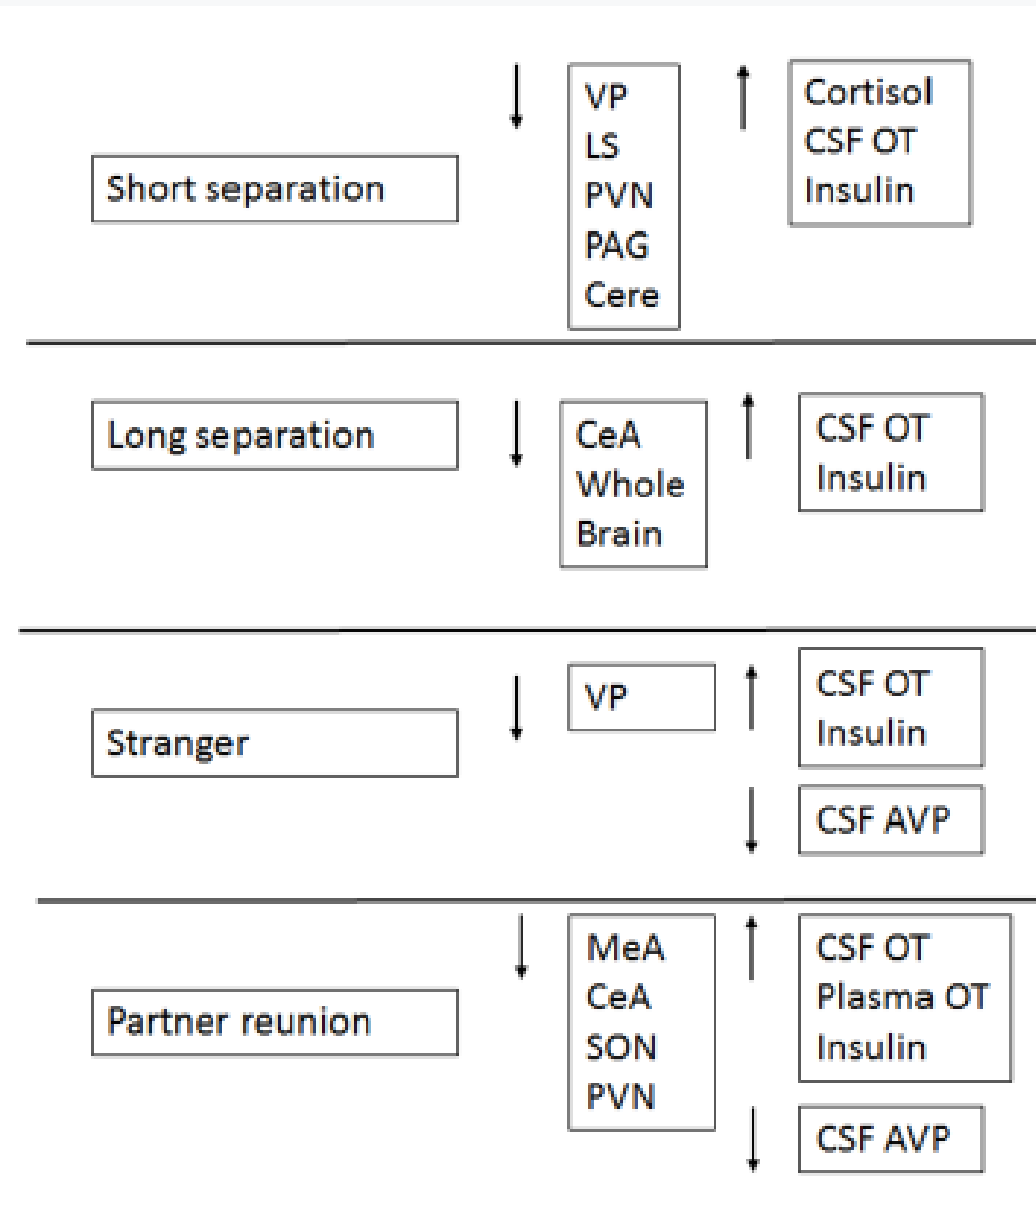 VP
LS
PVN
PAG
Cere
Cortisol
CSF OT
Insulin
Short separation
Long separation
CeA
Whole
Brain
CSF OT
Insulin
Stranger
VP
CSF OT
Insulin
CSF AVP
Partner reunion
MeA
CeA
SON
PVN
CSF OT
Plasma OT
Insulin
CSF AVP